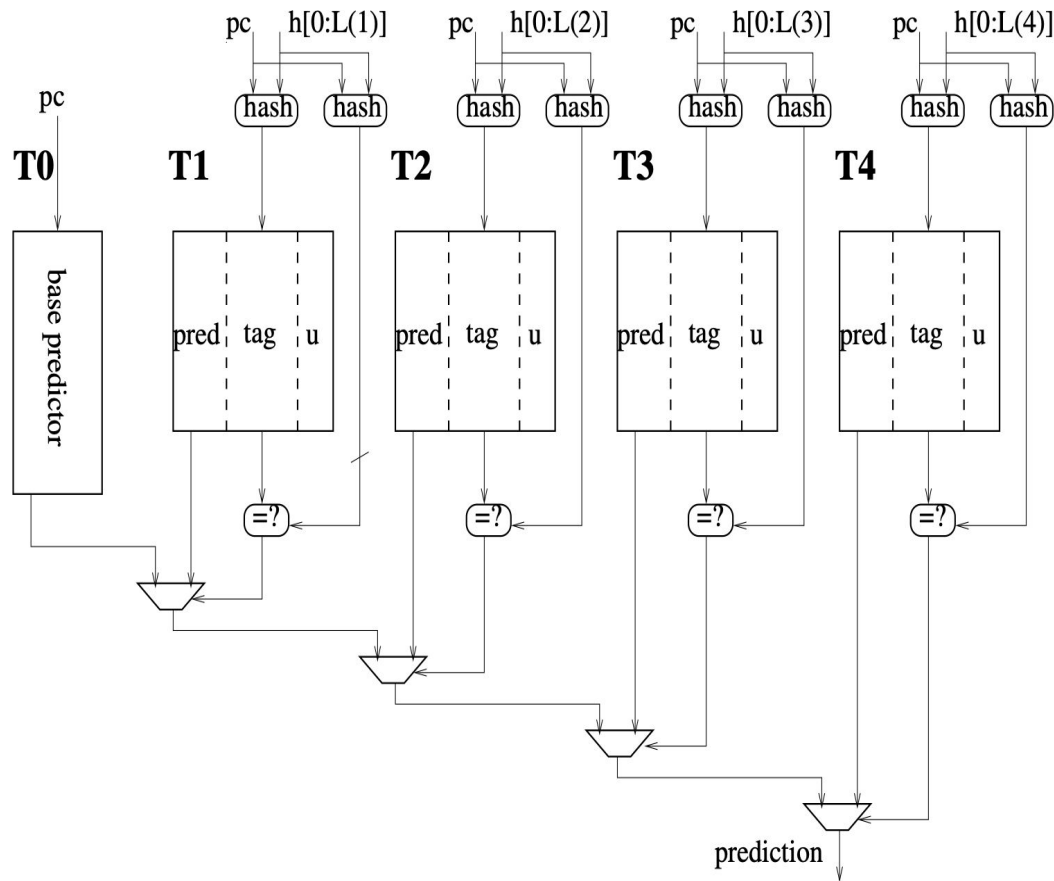 pc h[0:L(1)] pc h[0:L(2)] pc h[0:L(3)] pc h[0:L(4)]
pc
hash hash hash hash hash hash hash hash
T0 T1 T2 T3 T4
base predictor
pred tag u pred tag u pred tag u pred tag u
=? =? =? =?
prediction